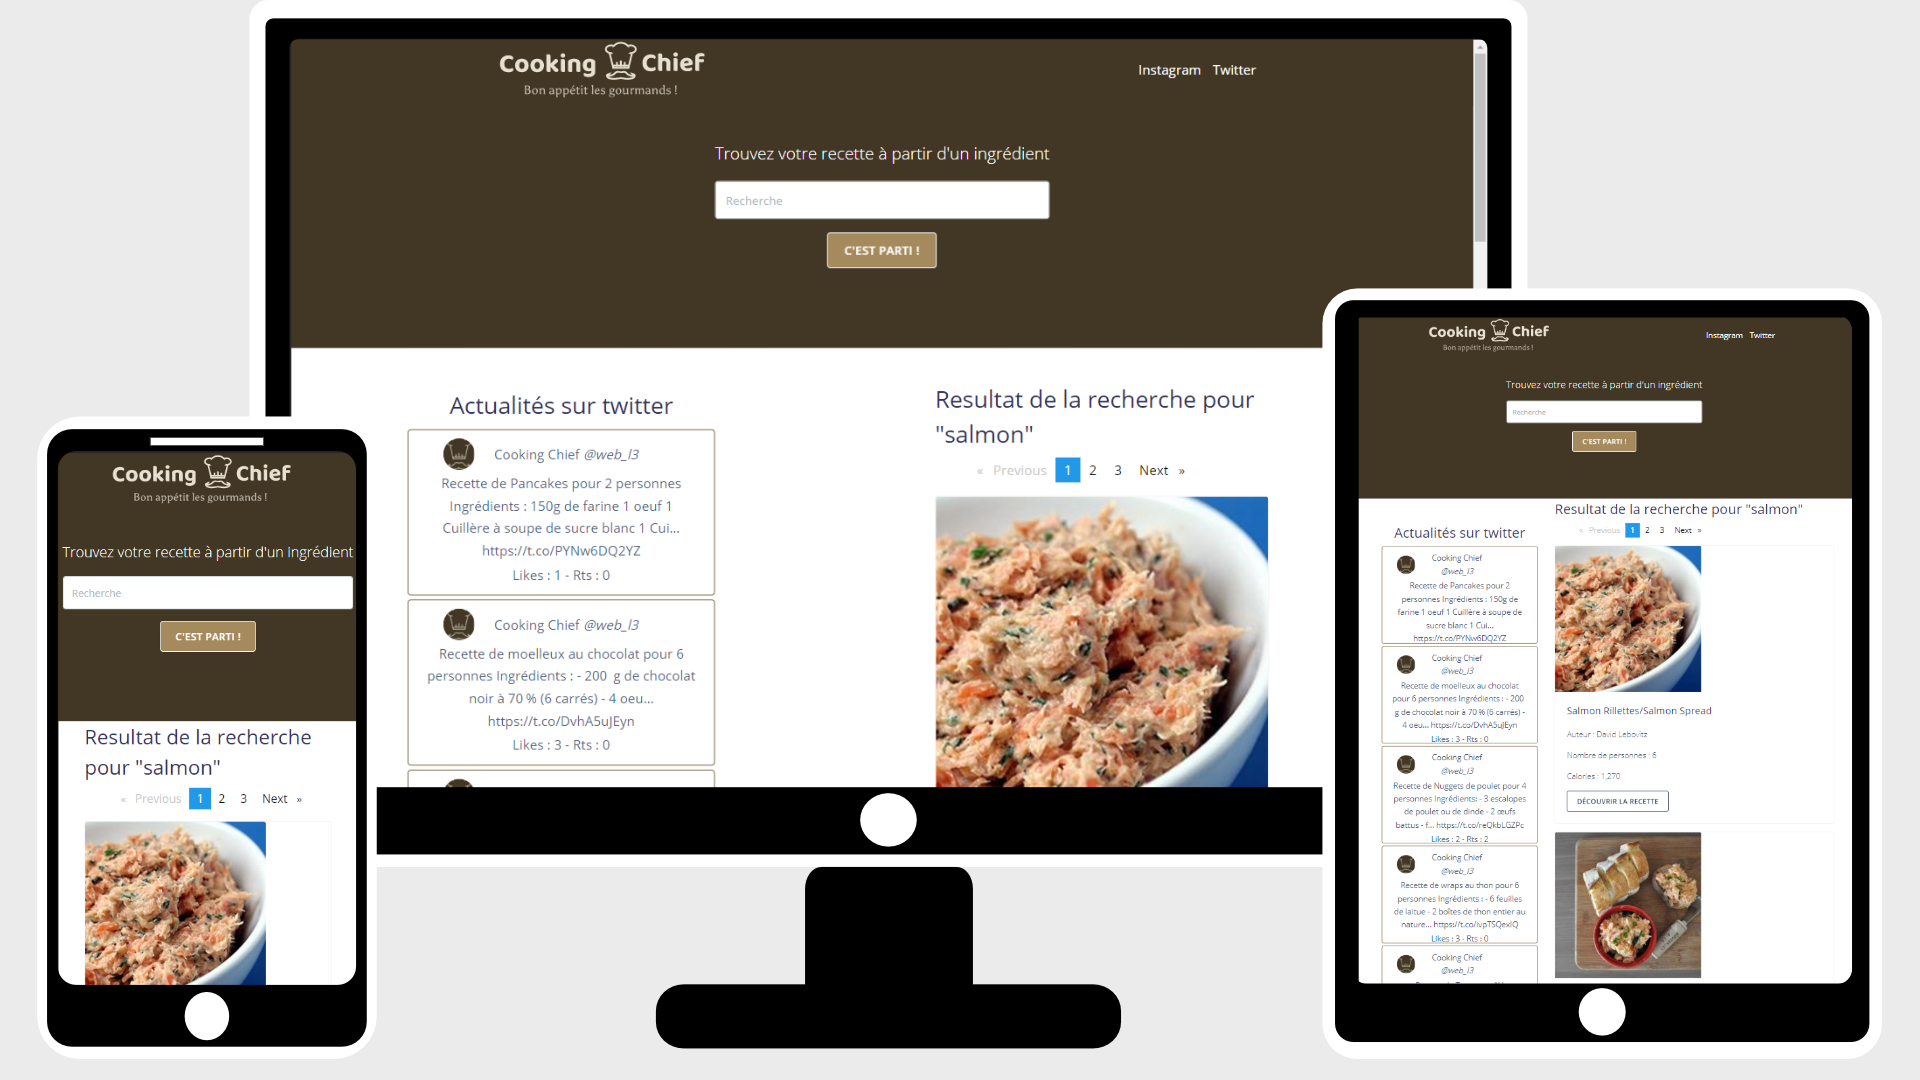 Cooking Chief
Bon appétit les gourmands !
Instagram Twitter
Trouvez votre recette à partir d'un ingrédient
Recherche
C'EST PARTI !
Actualités sur twitter
Cooking Chief @web_l3
Recette de Pancakes pour 2 personnes
Ingrédients : 150g de farine 1 oeuf 1
Cuillère à soupe de sucre blanc 1 Cui...
https://t.co/PYNw6DQ2YZ
Likes : 1 - Rts : 0
Cooking Chief @web_l3
Recette de moelleux au chocolat pour 6
personnes Ingrédients : - 200 g de chocolat
noir à 70 % (6 carrés) - 4 oeu...
https://t.co/DvhA5uJEyn
Likes : 3 - Rts : 0
Resultat de la recherche pour
"salmon"
« Previous 1 2 3 Next »
Cooking Chief
Bon appétit les gourmands !
Trouvez votre recette à partir d'un ingrédient
Recherche
C'EST PARTI !
Resultat de la recherche
pour "salmon"
« Previous 1 2 3 Next »
Cooking Chief
Bon appétit les gourmands !
Instagram Twitter
Trouvez votre recette à partir d'un ingrédient
Recherche
C'EST PARTI !
Actualités sur twitter
Cooking Chief
@web_l3
Recette de Pancakes pour 2
personnes Ingrédients : 150g de
farine 1 oeuf 1 Cuillère à soupe de
sucre blanc 1 Cui...
https://t.co/PYNw6DQ2YZ
Cooking Chief
@web_l3
Recette de moelleux au chocolat
pour 6 personnes Ingrédients : - 200
g de chocolat noir à 70 % (6 carrés) -
4 oeu... https://t.co/DvhA5uJEyn
Likes : 3 - Rts : 0
Cooking Chief
@web_l3
Recette de Nuggets de poulet pour 4
personnes Ingrédients: - 3 escalopes
de poulet ou de dinde - 2 œufs
battus - f... https://t.co/reQkbLGZPc
Likes : 2 - Rts : 2
Cooking Chief
@web_l3
Recette de wraps au thon pour 6
personnes Ingrédients : - 6 feuilles
de laitue - 2 boîtes de thon entier au
nature... https://t.co/ivpTSQexlQ
Likes : 3 - Rts : 0
Cooking Chief
@web_l3
Resultat de la recherche pour "salmon"
« Previous 1 2 3 Next »
Salmon Rillettes/Salmon Spread
Auteur : David Lebovitz
Nombre de personnes : 6
Calories : 1,270
DÉCOUVRIR LA RECETTE